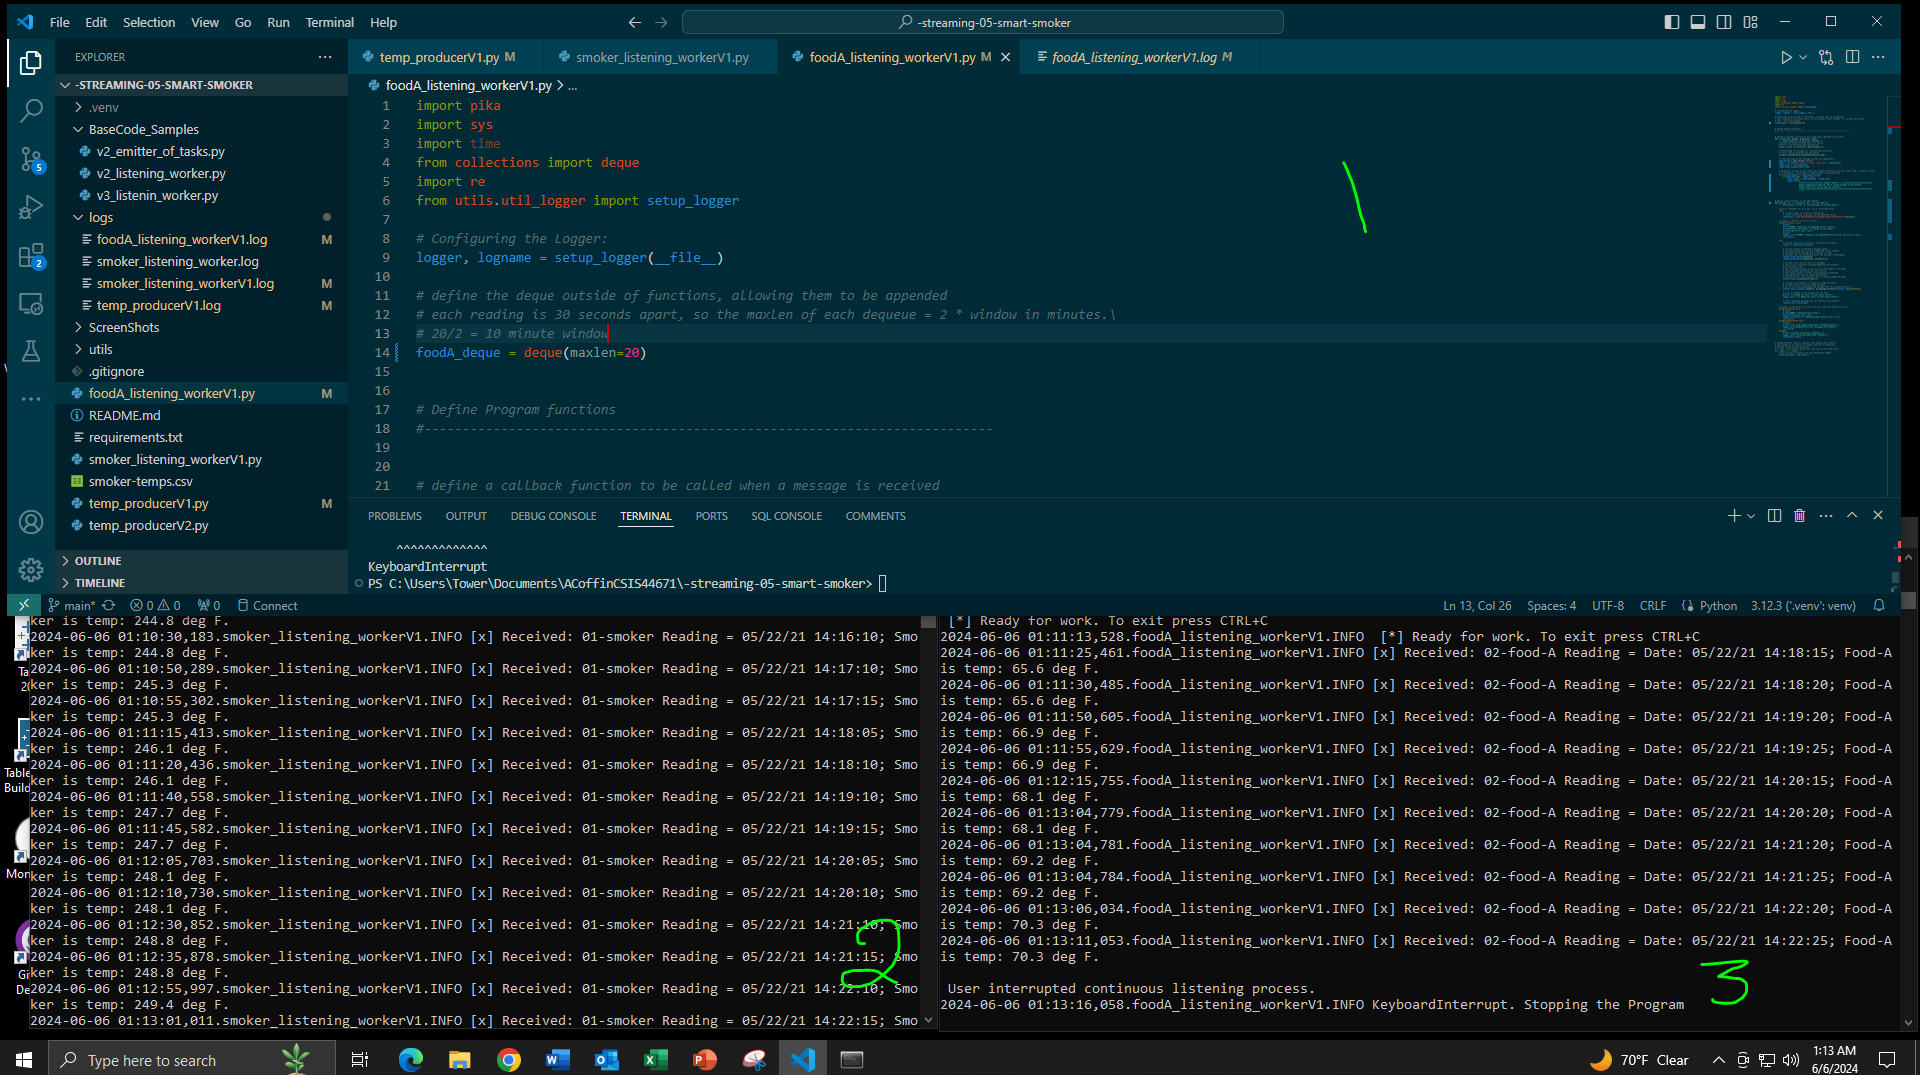 File Edit Selection View Go Run Terminal Help
-streaming-05-smart-smoker
EXPLORER
-STREAMING-05-SMART-SMOKER
.venv
BaseCode_Samples
v2_emitter_of_tasks.py
v2_listening_worker.py
v3_listenin_worker.py
logs
foodA_listening_workerV1.log M
smoker_listening_worker.log
smoker_listening_workerV1.log M
temp_producerV1.log M
ScreenShots
utils
.gitignore
foodA_listening_workerV1.py M
README.md
requirements.txt
smoker_listening_workerV1.py
smoker-temps.csv
temp_producerV1.py M
temp_producerV2.py
OUTLINE
TIMELINE
5
2
temp_producerV1.py M smoker_listening_workerV1.py foodA_listening_workerV1.py M foodA_listening_workerV1.log M
foodA_listening_workerV1.py > ...
1 import pika
2 import sys
3 import time
4 from collections import deque
5 import re
6 from utils.util_logger import setup_logger
7
8 # Configuring the Logger:
9 logger, logname = setup_logger(__file__)
10
11 # define the deque outside of functions, allowing them to be appended
12 # each reading is 30 seconds apart, so the maxlen of each dequeue = 2 * window in minutes.\
13 # 20/2 = 10 minute window
14 foodA_deque = deque(maxlen=20)
15
16
17 # Define Program functions
18 #--------------------------------------------------------------------------
19
20
21 # define a callback function to be called when a message is received
1
PROBLEMS OUTPUT DEBUG CONSOLE TERMINAL PORTS SQL CONSOLE COMMENTS
^^^^^^^^^^^^^
KeyboardInterrupt
PS C:\Users\Tower\Documents\ACoffinCSIS44671\-streaming-05-smart-smoker>
main* 0 0 0 Connect
Ln 13, Col 26 Spaces: 4 UTF-8 CRLF Python 3.12.3 ('.venv': venv)
ker is temp: 244.8 deg F.
2024-06-06 01:10:30,183.smoker_listening_workerV1.INFO [x] Received: 01-smoker Reading = 05/22/21 14:16:10; Smo
ker is temp: 244.8 deg F.
2024-06-06 01:10:50,289.smoker_listening_workerV1.INFO [x] Received: 01-smoker Reading = 05/22/21 14:17:10; Smo
ker is temp: 245.3 deg F.
2024-06-06 01:10:55,302.smoker_listening_workerV1.INFO [x] Received: 01-smoker Reading = 05/22/21 14:17:15; Smo
ker is temp: 245.3 deg F.
2024-06-06 01:11:15,413.smoker_listening_workerV1.INFO [x] Received: 01-smoker Reading = 05/22/21 14:18:05; Smo
ker is temp: 246.1 deg F.
2024-06-06 01:11:20,436.smoker_listening_workerV1.INFO [x] Received: 01-smoker Reading = 05/22/21 14:18:10; Smo
ker is temp: 246.1 deg F.
2024-06-06 01:11:40,558.smoker_listening_workerV1.INFO [x] Received: 01-smoker Reading = 05/22/21 14:19:10; Smo
ker is temp: 247.7 deg F.
2024-06-06 01:11:45,582.smoker_listening_workerV1.INFO [x] Received: 01-smoker Reading = 05/22/21 14:19:15; Smo
ker is temp: 247.7 deg F.
2024-06-06 01:12:05,703.smoker_listening_workerV1.INFO [x] Received: 01-smoker Reading = 05/22/21 14:20:05; Smo
ker is temp: 248.1 deg F.
2024-06-06 01:12:10,730.smoker_listening_workerV1.INFO [x] Received: 01-smoker Reading = 05/22/21 14:20:10; Smo
ker is temp: 248.1 deg F.
2024-06-06 01:12:30,852.smoker_listening_workerV1.INFO [x] Received: 01-smoker Reading = 05/22/21 14:21:10; Smo
ker is temp: 248.8 deg F.
2024-06-06 01:12:35,878.smoker_listening_workerV1.INFO [x] Received: 01-smoker Reading = 05/22/21 14:21:15; Smo
ker is temp: 248.8 deg F.
2024-06-06 01:12:55,997.smoker_listening_workerV1.INFO [x] Received: 01-smoker Reading = 05/22/21 14:22:10; Smo
ker is temp: 249.4 deg F.
2024-06-06 01:13:01,011.smoker_listening_workerV1.INFO [x] Received: 01-smoker Reading = 05/22/21 14:22:15; Smo
2
[*] Ready for work. To exit press CTRL+C
2024-06-06 01:11:13,528.foodA_listening_workerV1.INFO [*] Ready for work. To exit press CTRL+C
2024-06-06 01:11:25,461.foodA_listening_workerV1.INFO [x] Received: 02-food-A Reading = Date: 05/22/21 14:18:15; Food-A
is temp: 65.6 deg F.
2024-06-06 01:11:30,485.foodA_listening_workerV1.INFO [x] Received: 02-food-A Reading = Date: 05/22/21 14:18:20; Food-A
is temp: 65.6 deg F.
2024-06-06 01:11:50,605.foodA_listening_workerV1.INFO [x] Received: 02-food-A Reading = Date: 05/22/21 14:19:20; Food-A
is temp: 66.9 deg F.
2024-06-06 01:11:55,629.foodA_listening_workerV1.INFO [x] Received: 02-food-A Reading = Date: 05/22/21 14:19:25; Food-A
is temp: 66.9 deg F.
2024-06-06 01:12:15,755.foodA_listening_workerV1.INFO [x] Received: 02-food-A Reading = Date: 05/22/21 14:20:15; Food-A
is temp: 68.1 deg F.
2024-06-06 01:13:04,779.foodA_listening_workerV1.INFO [x] Received: 02-food-A Reading = Date: 05/22/21 14:20:20; Food-A
is temp: 68.1 deg F.
2024-06-06 01:13:04,781.foodA_listening_workerV1.INFO [x] Received: 02-food-A Reading = Date: 05/22/21 14:21:20; Food-A
is temp: 69.2 deg F.
2024-06-06 01:13:04,784.foodA_listening_workerV1.INFO [x] Received: 02-food-A Reading = Date: 05/22/21 14:21:25; Food-A
is temp: 69.2 deg F.
2024-06-06 01:13:06,034.foodA_listening_workerV1.INFO [x] Received: 02-food-A Reading = Date: 05/22/21 14:22:20; Food-A
is temp: 70.3 deg F.
2024-06-06 01:13:11,053.foodA_listening_workerV1.INFO [x] Received: 02-food-A Reading = Date: 05/22/21 14:22:25; Food-A
is temp: 70.3 deg F.
User interrupted continuous listening process.
2024-06-06 01:13:16,058.foodA_listening_workerV1.INFO KeyboardInterrupt. Stopping the Program
3
Type here to search
70°F Clear
1:13 AM
6/6/2024